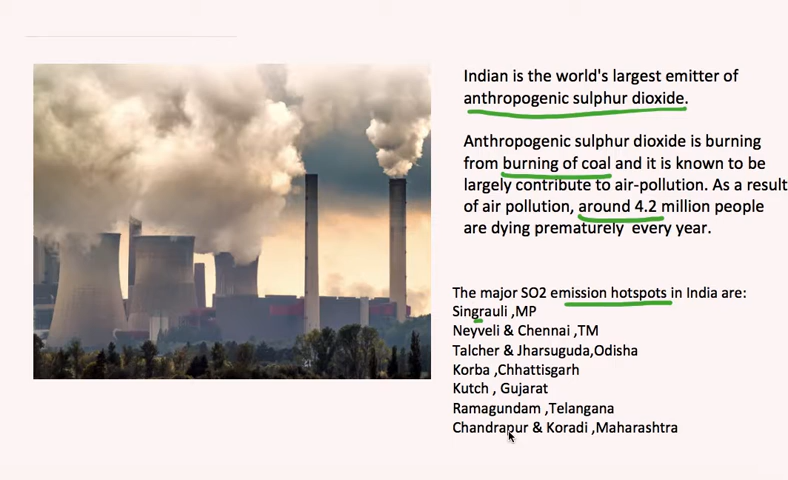 Indian is the world's largest emitter of
anthropogenic sulphur dioxide.
Anthropogenic sulphur dioxide is burning
from burning of coal and it is known to be
largely contribute to air-pollution. As a result
of air pollution, around 4.2 million people
are dying prematurely every year.
The major SO2 emission hotspots in India are:
Singrauli ,MP
Neyveli & Chennai ,TM
Talcher & Jharsuguda,Odisha
Korba ,Chhattisgarh
Kutch , Gujarat
Ramagundam ,Telangana
Chandrapur & Koradi ,Maharashtra